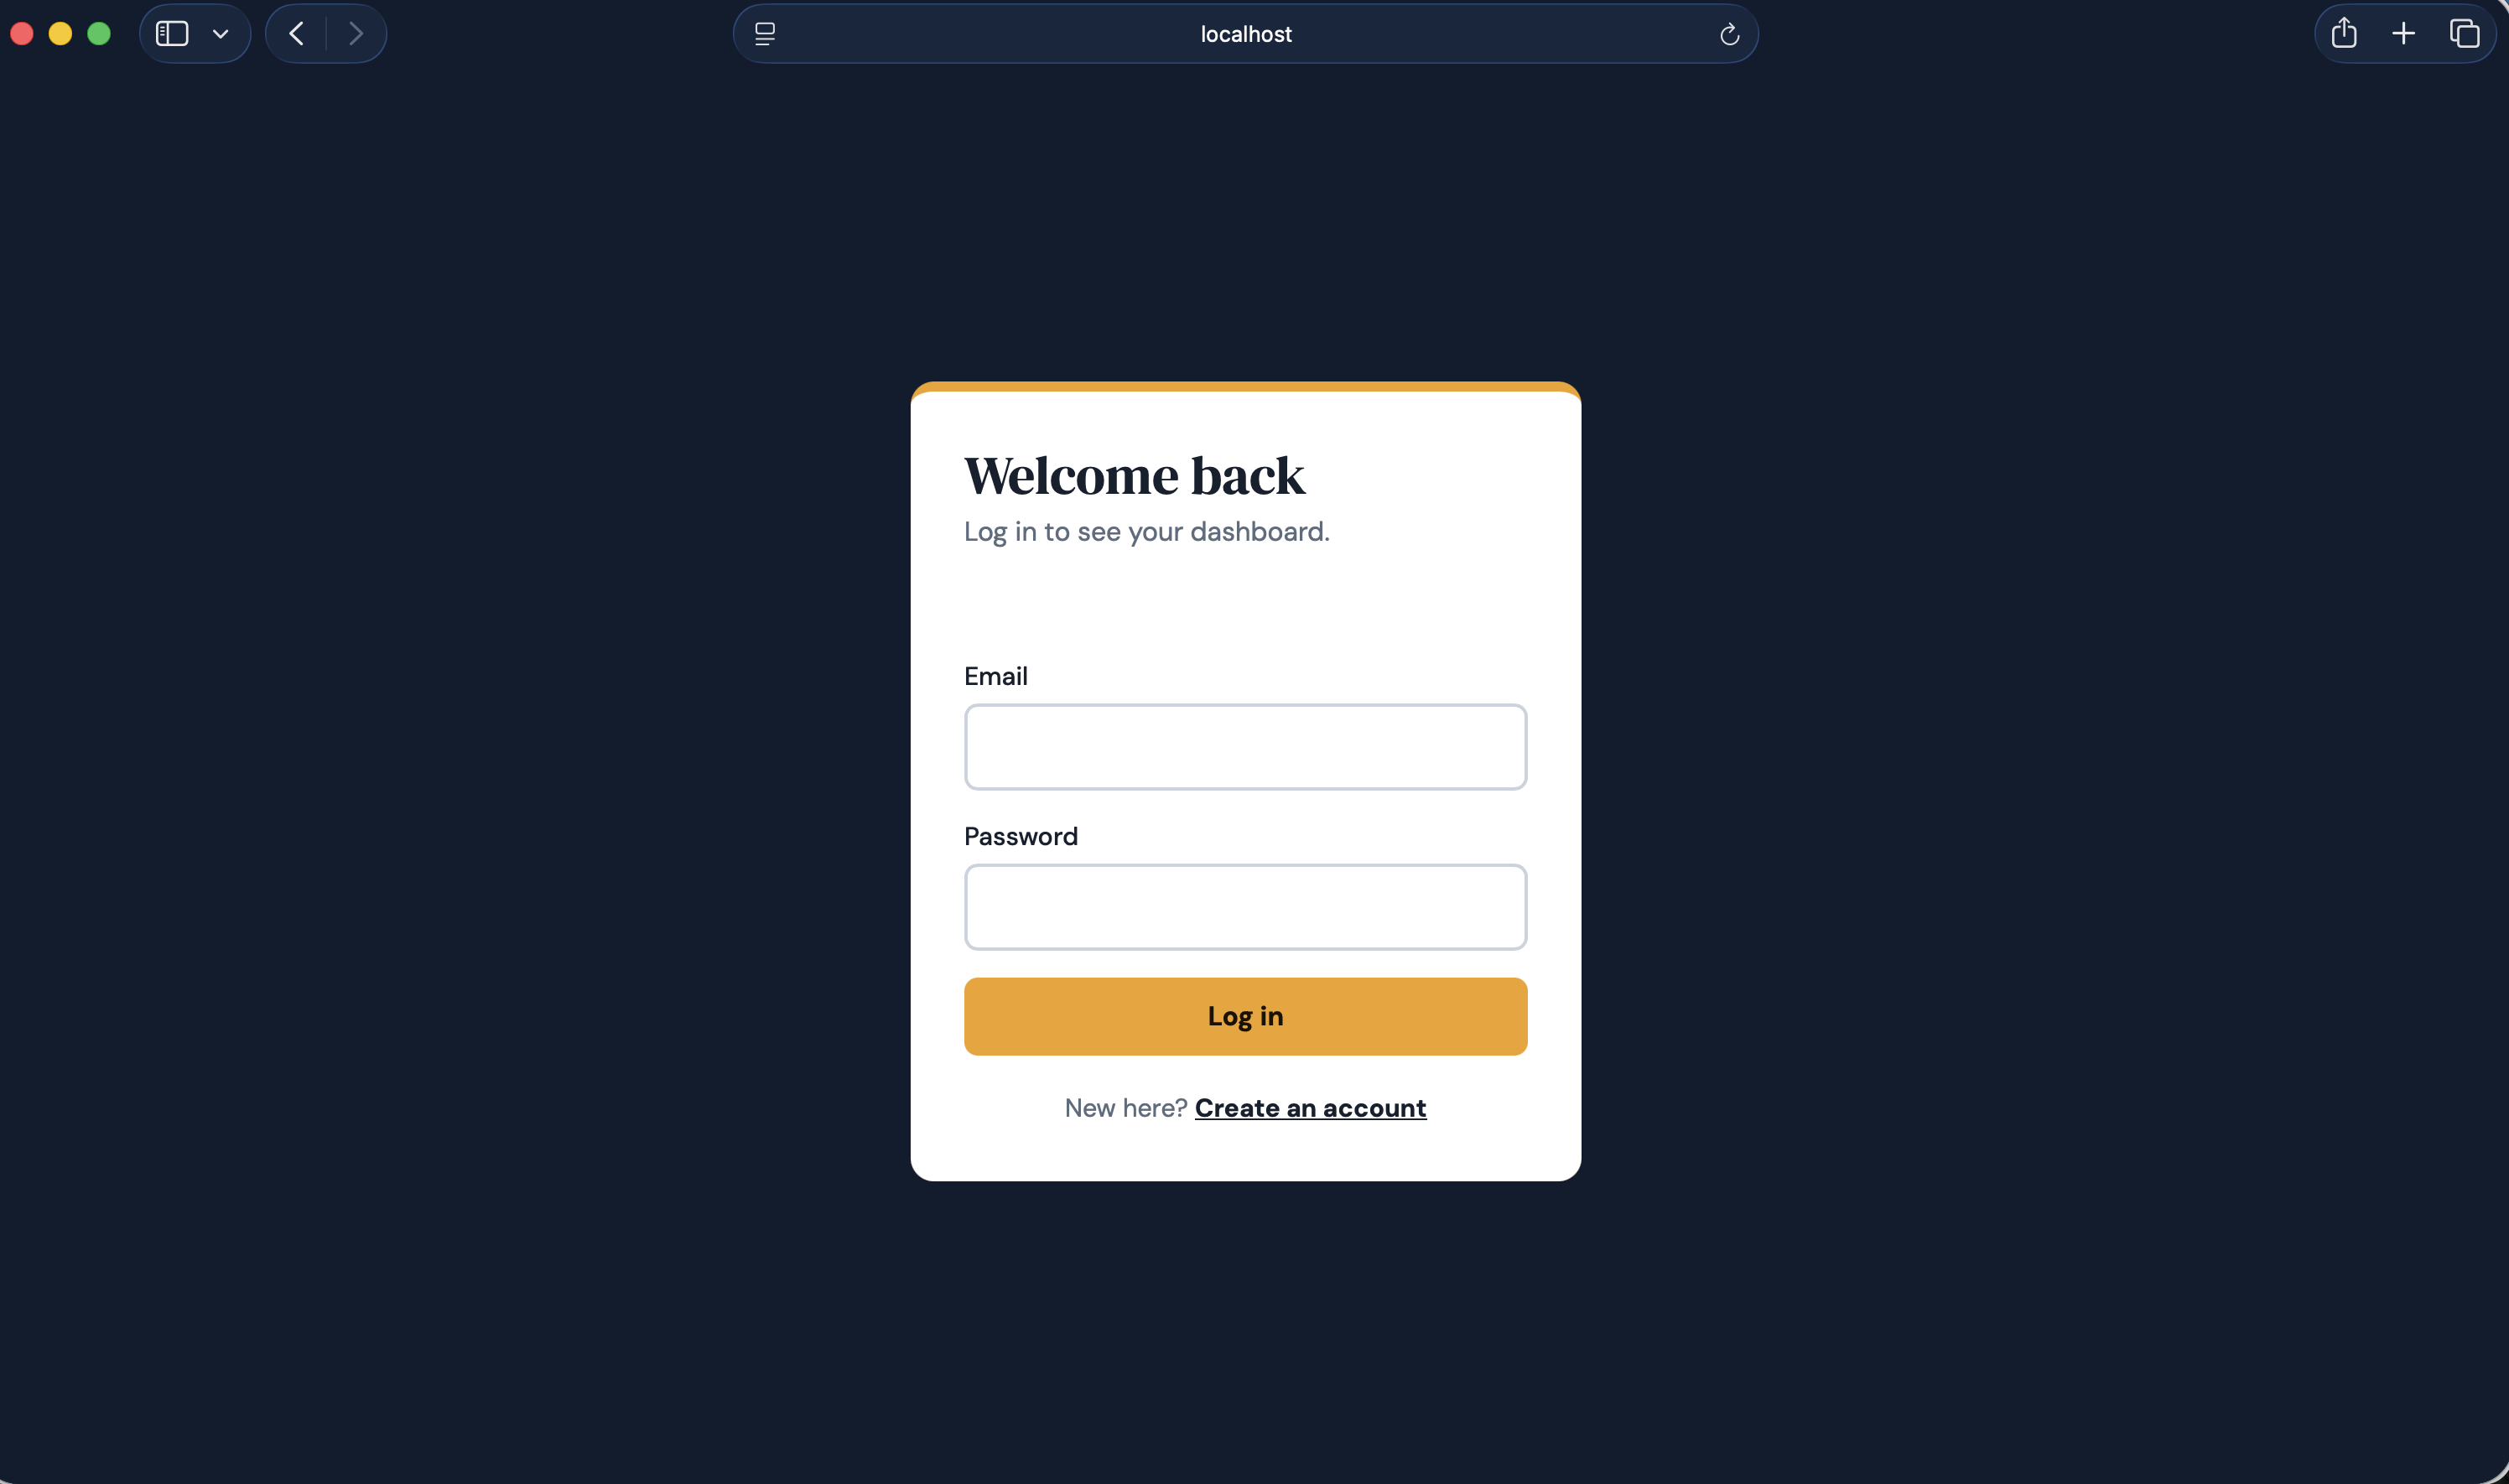 localhost
Welcome back
Log in to see your dashboard.
Email
Password
Log in
New here? Create an account